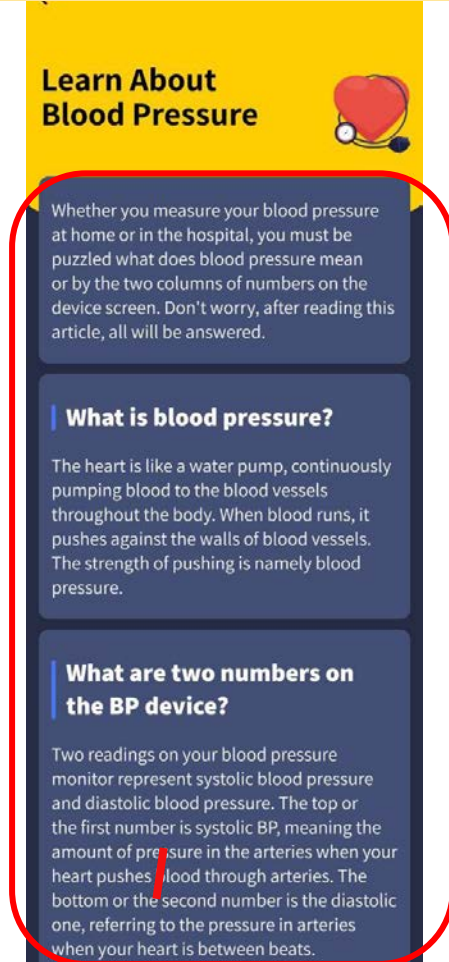 Learn About
Blood Pressure
Whether you measure your blood pressure
at home or in the hospital, you must be
puzzled what does blood pressure mean
or by the two columns of numbers on the
device screen. Don't worry, after reading this
article, all will be answered.
What is blood pressure?
The heart is like a water pump, continuously
pumping blood to the blood vessels
throughout the body. When blood runs, it
pushes against the walls of blood vessels.
The strength of pushing is namely blood
pressure.
What are two numbers on
the BP device?
Two readings on your blood pressure
monitor represent systolic blood pressure
and diastolic blood pressure. The top or
the first number is systolic BP, meaning the
amount of pressure in the arteries when your
heart pushes blood through arteries. The
bottom or the second number is the diastolic
one, referring to the pressure in arteries
when your heart is between beats.